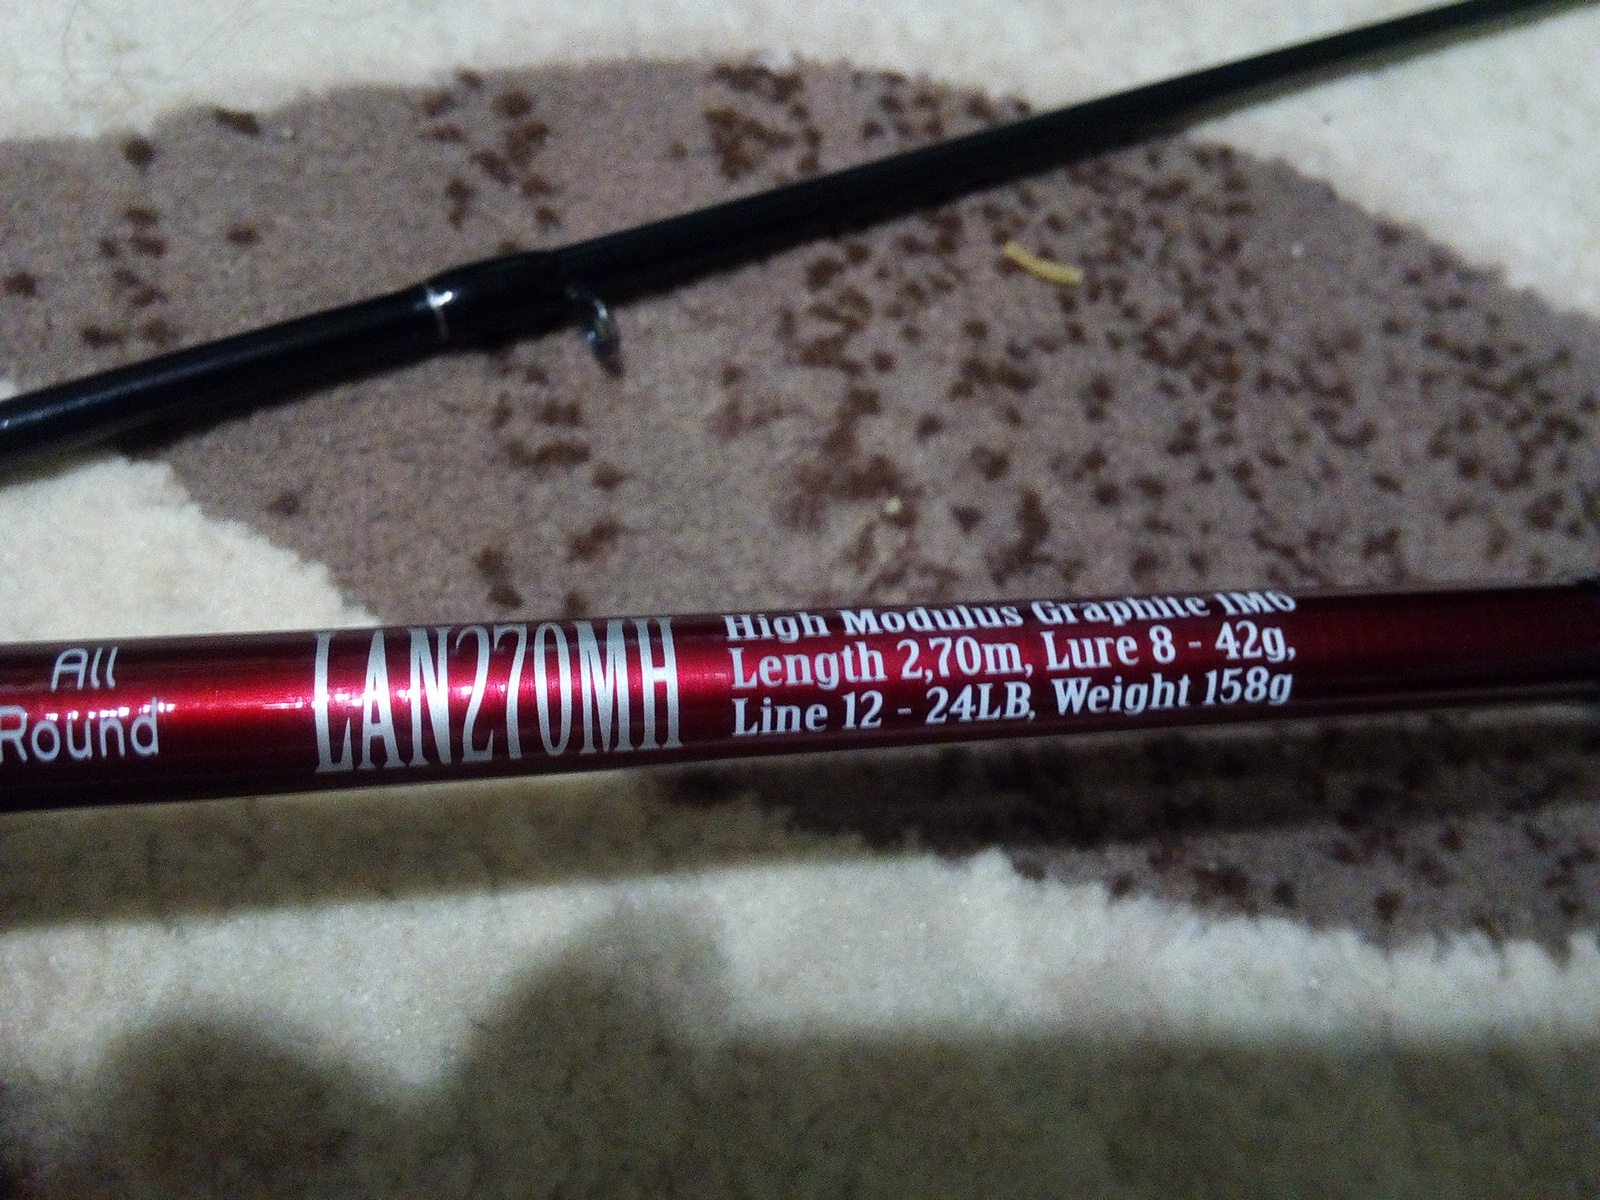 All
Round
LAN270MH
High Modulus Graphite IM6
Length 2,70m, Lure 8 - 42g,
Line 12 - 24LB, Weight 158g